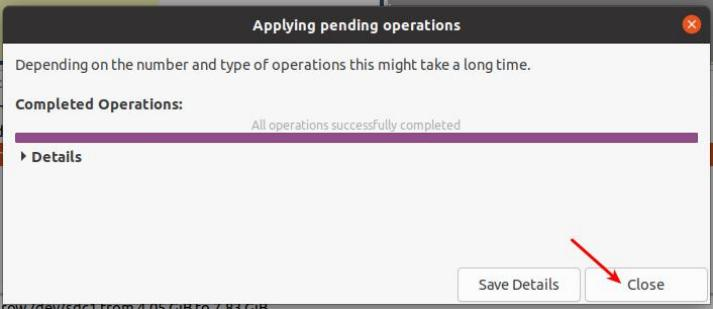 Applying pending operations
Depending on the number and type of operations this might take a long time.
Completed Operations:
All operations successfully completed
Details
Save Details
Close
row /dev/sdc1 from 4.05 GiB to 7.83 GiB